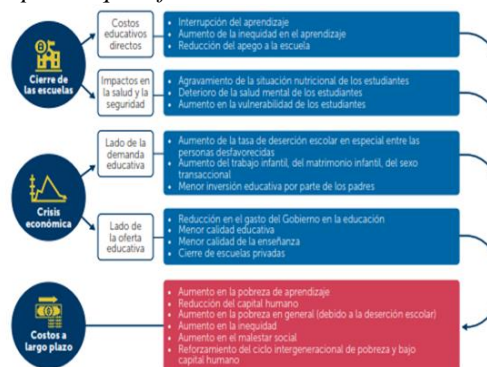 Costos
educativos
directos
• Interrupción del aprendizaje
• Aumento de la inequidad en el aprendizaje
• Reducción del apego a la escuela
Cierre de
las escuelas
Impactos en
la salud y la
seguridad
• Agravamiento de la situación nutricional de los estudiantes
• Deterioro de la salud mental de los estudiantes
• Aumento en la vulnerabilidad de los estudiantes
Lado de la
demanda
educativa
• Aumento de la tasa de deserción escolar en especial entre las
personas desfavorecidas
• Aumento del trabajo infantil, del matrimonio infantil, del sexo
transaccional
• Menor inversión educativa por parte de los padres
Crisis
económica
Lado de
la oferta
educativa
• Reducción en el gasto del Gobierno en la educación
• Menor calidad educativa
• Menor calidad de la enseñanza
• Cierre de escuelas privadas
Costos a
largo plazo
• Aumento en la pobreza de aprendizaje
• Reducción del capital humano
• Aumento en la pobreza en general (debido a la deserción escolar)
• Aumento en la inequidad
• Aumento en el malestar social
• Reforzamiento del ciclo intergeneracional de pobreza y bajo
capital humano